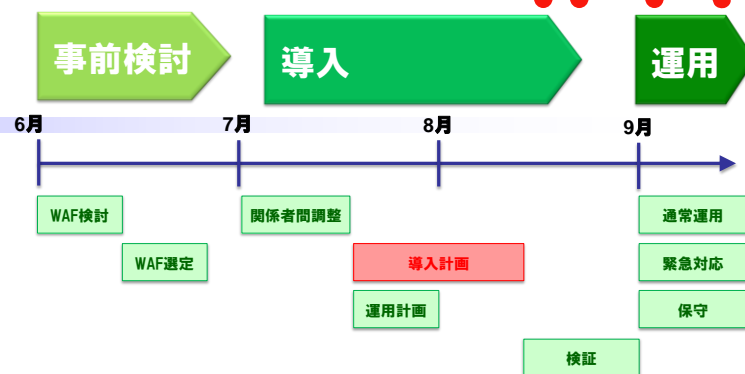 事前検討
導入
運用
6月
7月
8月
9月
WAF検討
関係者間調整
通常運用
WAF選定
導入計画
緊急対応
運用計画
保守
検証